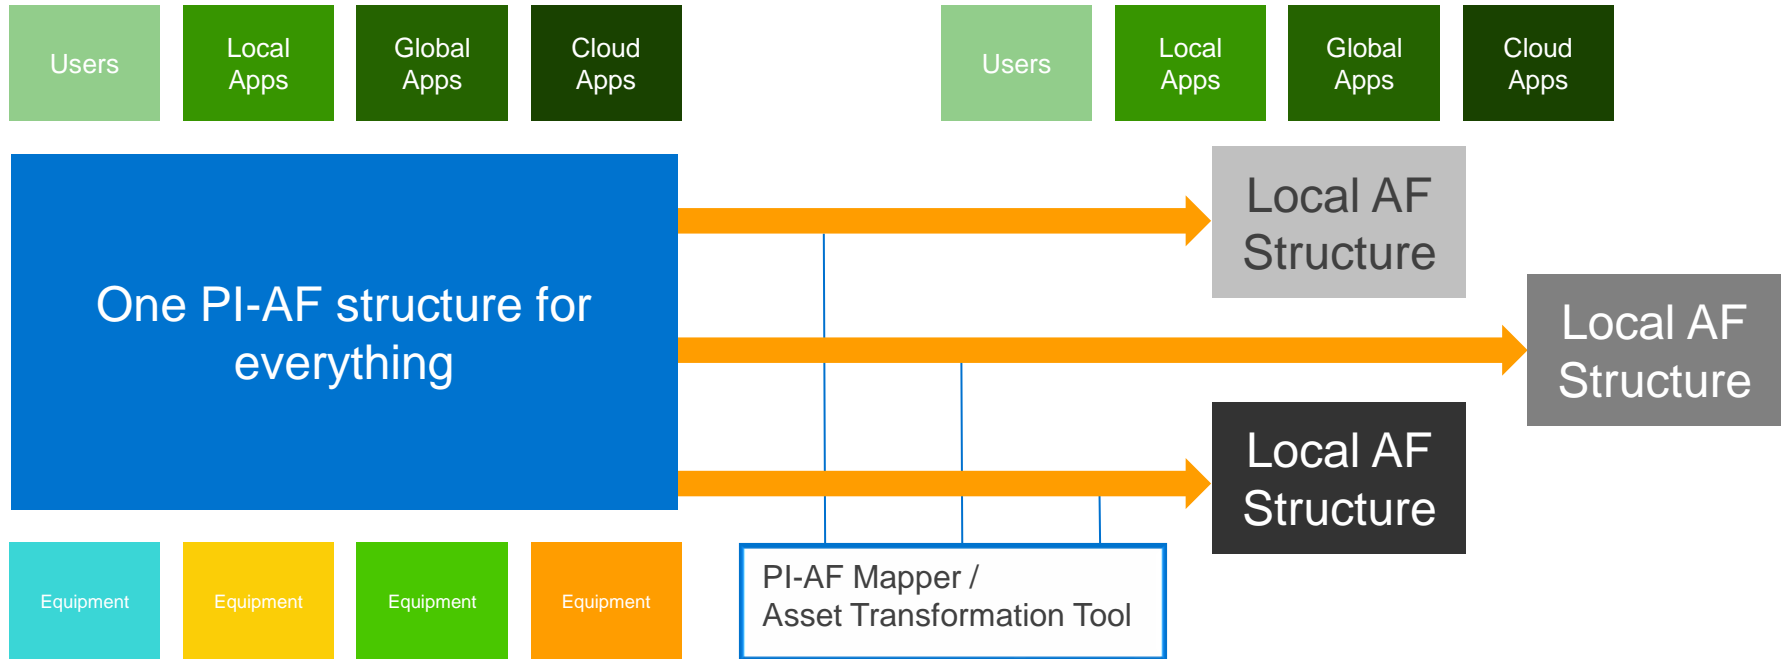 Users
Local
Apps
Global
Apps
Cloud
Apps
Users
Local
Apps
Global
Apps
Cloud
Apps
One PI-AF structure for
everything
Local AF
Structure
Local AF
Structure
Local AF
Structure
Equipment
Equipment
Equipment
Equipment
PI-AF Mapper /
Asset Transformation Tool